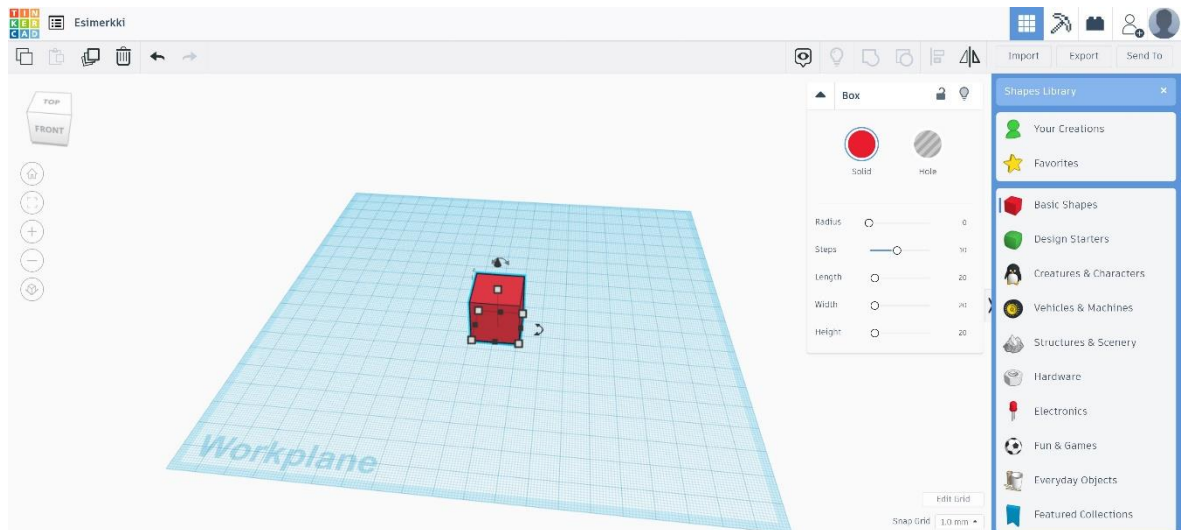 TIN
KER
CAD
Esimerkki
Import
Export
Send To
TOP
FRONT
Box
Solid
Hole
Radius 0
Steps 10
Length 20
Width 20
Height 20
Shapes Library ×
Your Creations
Favorites
Basic Shapes
Design Starters
Creatures & Characters
Vehicles & Machines
Structures & Scenery
Hardware
Electronics
Fun & Games
Everyday Objects
Featured Collections
Workplane
Edit Grid
Snap Grid 1.0 mm